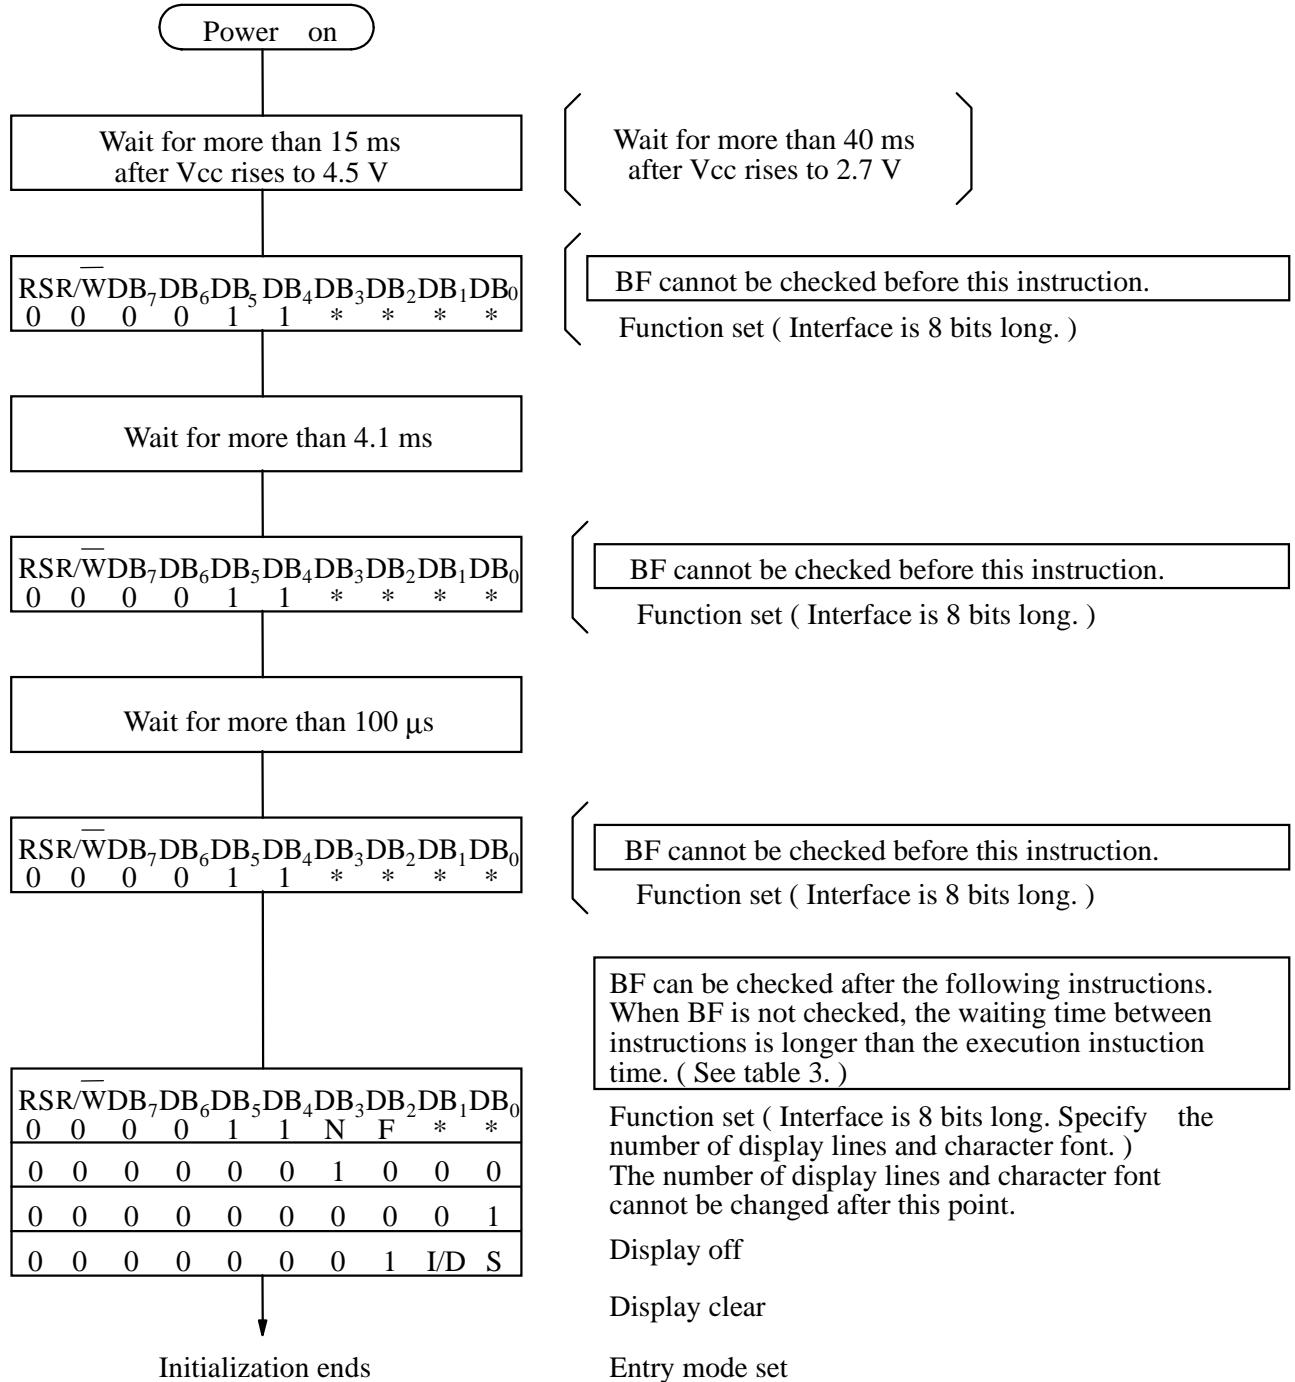 Power on
Wait for more than 15 ms
after Vcc rises to 4.5 V
Wait for more than 40 ms
after Vcc rises to 2.7 V
RS R/W̅ DB₇ DB₆ DB₅ DB₄ DB₃ DB₂ DB₁ DB₀
0 0 0 0 1 1 * * * *
BF cannot be checked before this instruction.
Function set ( Interface is 8 bits long. )
Wait for more than 4.1 ms
RS R/W̅ DB₇ DB₆ DB₅ DB₄ DB₃ DB₂ DB₁ DB₀
0 0 0 0 1 1 * * * *
BF cannot be checked before this instruction.
Function set ( Interface is 8 bits long. )
Wait for more than 100 μs
RS R/W̅ DB₇ DB₆ DB₅ DB₄ DB₃ DB₂ DB₁ DB₀
0 0 0 0 1 1 * * * *
BF cannot be checked before this instruction.
Function set ( Interface is 8 bits long. )
BF can be checked after the following instructions.
When BF is not checked, the waiting time between
instructions is longer than the execution instuction
time. ( See table 3. )
RS R/W̅ DB₇ DB₆ DB₅ DB₄ DB₃ DB₂ DB₁ DB₀
0 0 0 0 1 1 N F * *
0 0 0 0 0 0 1 0 0 0
0 0 0 0 0 0 0 0 0 1
0 0 0 0 0 0 0 1 I/D S
Function set ( Interface is 8 bits long. Specify the
number of display lines and character font. )
The number of display lines and character font
cannot be changed after this point.
Display off
Display clear
Initialization ends
Entry mode set